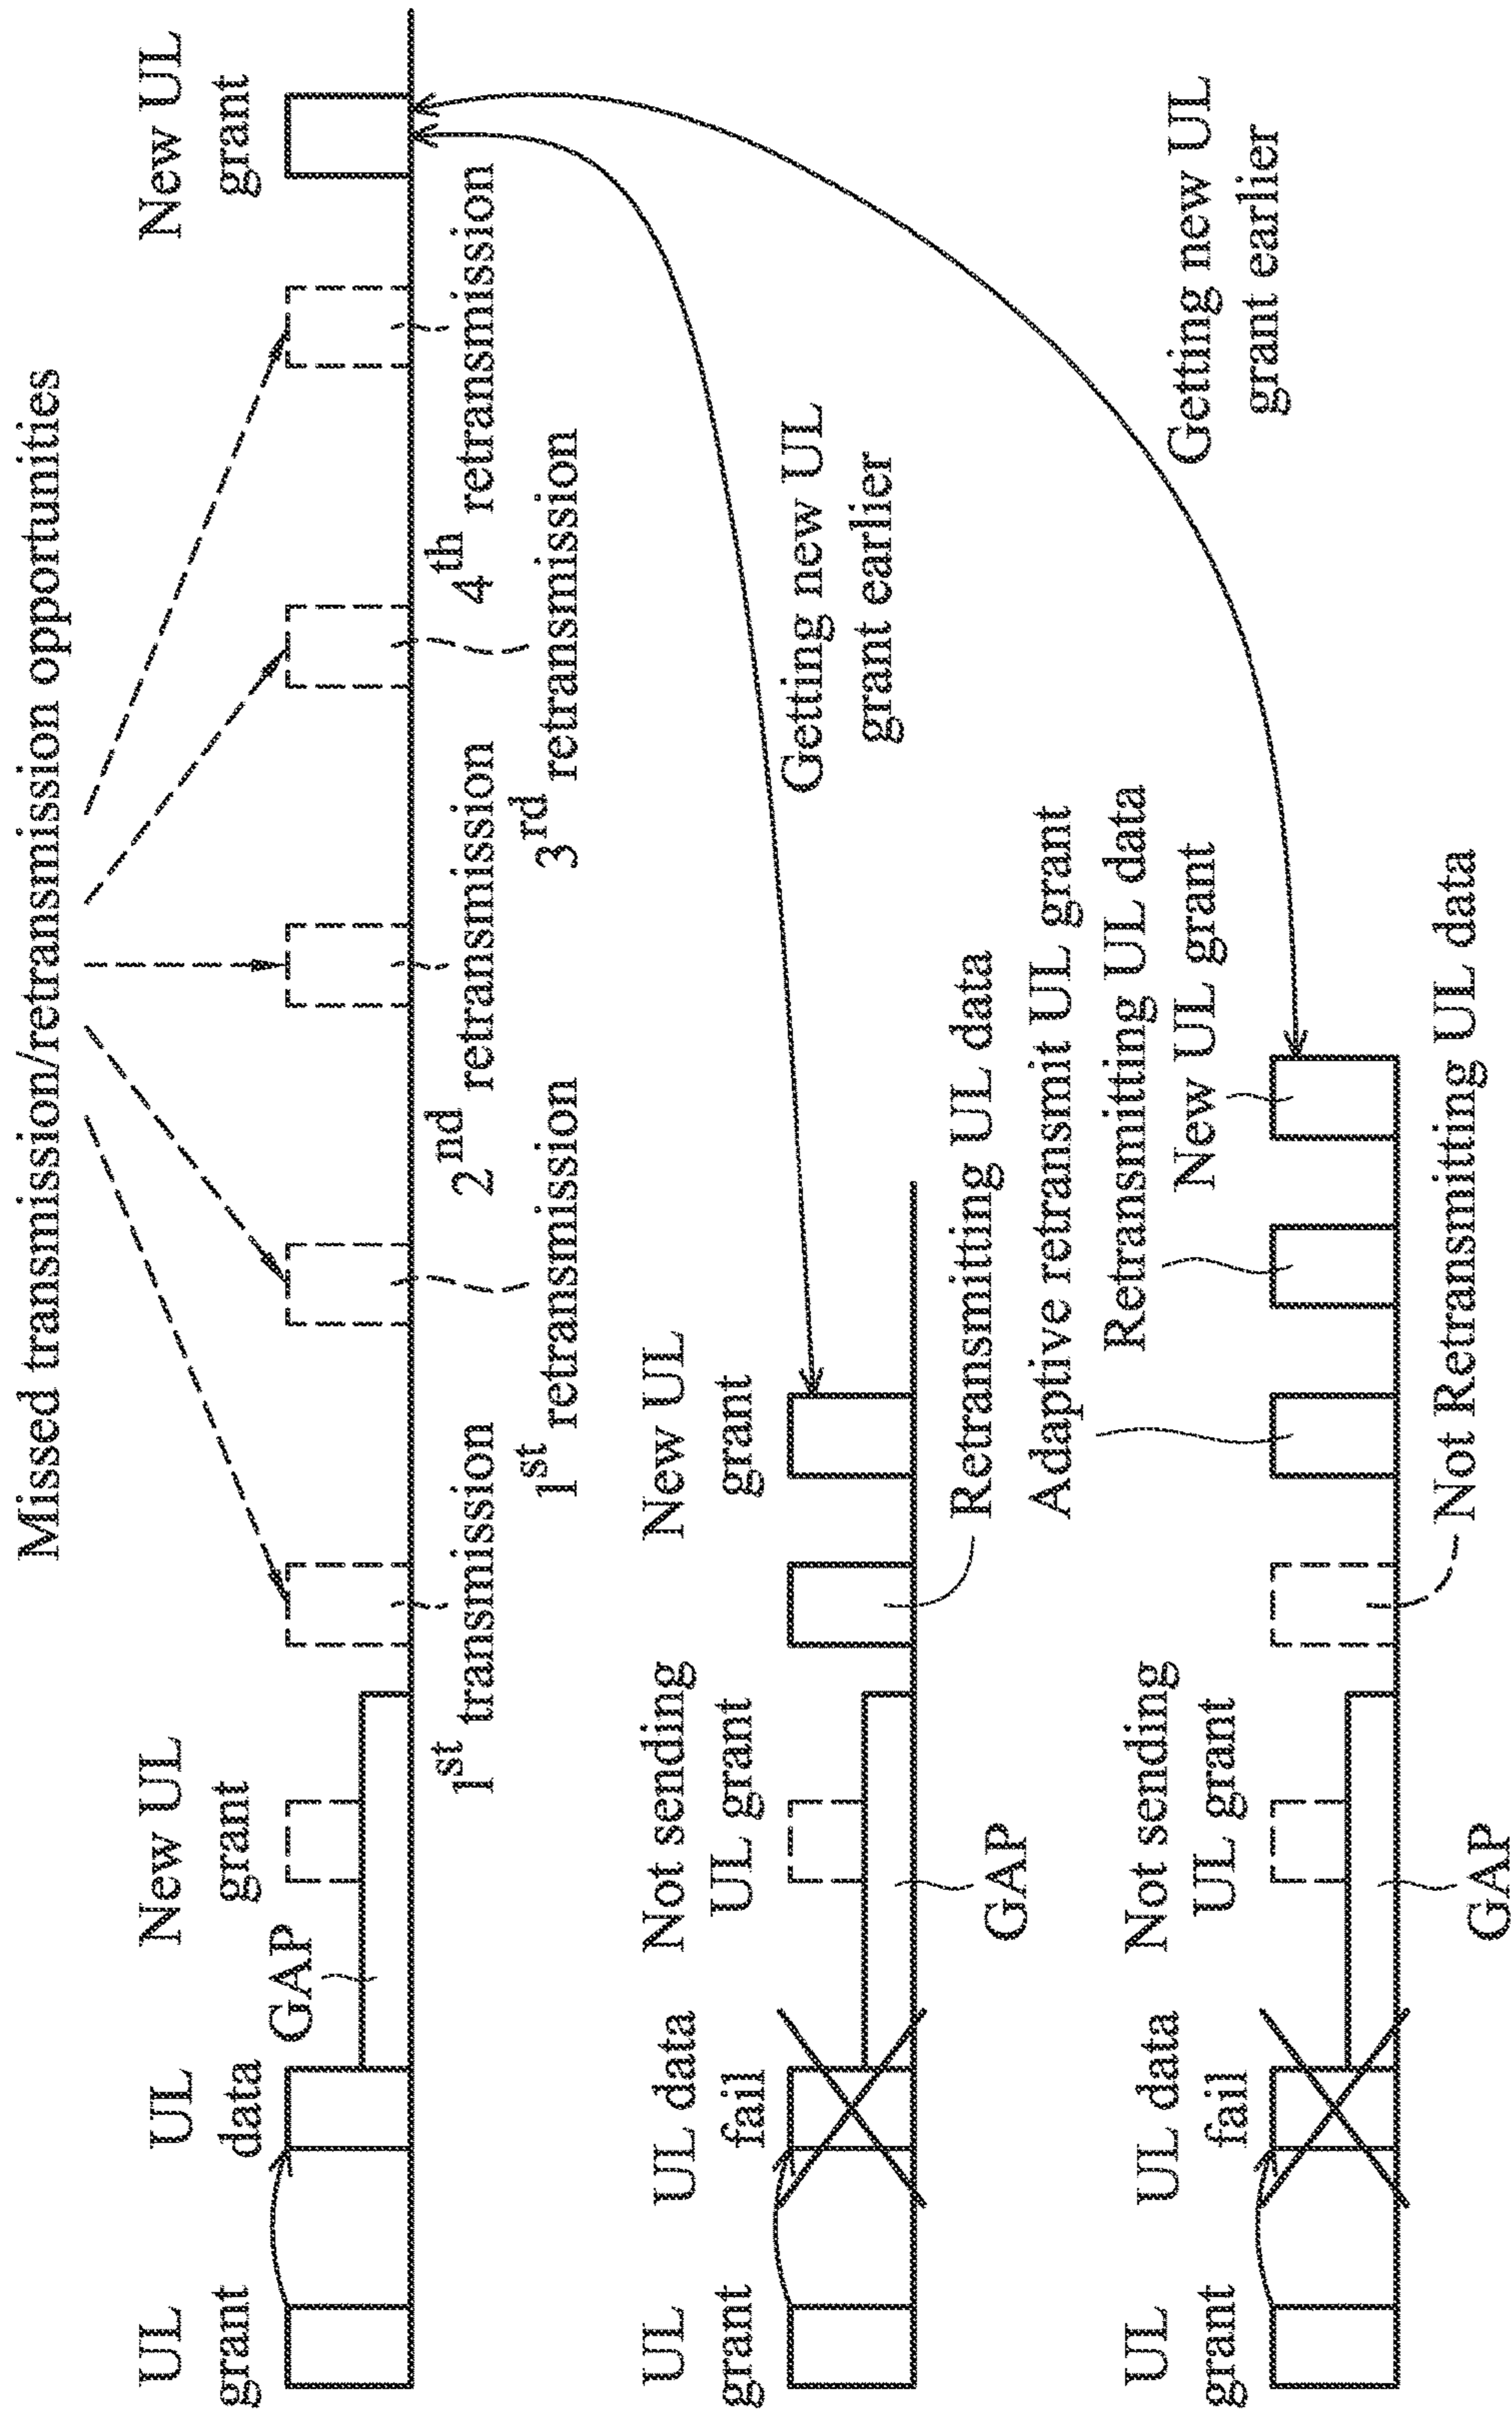 Missed transmission/retransmission opportunities
UL
grant
UL
data
GAP
New UL
grant
New UL
grant
1st transmission
1st retransmission
2nd retransmission
3rd retransmission
4th retransmission
UL
grant
UL data
fail
Not sending
UL grant
GAP
New UL
grant
Retransmitting UL data
Getting new UL
grant earlier
UL
grant
UL data
fail
Not sending
UL grant
GAP
Adaptive retransmit UL grant
Retransmitting UL data
New UL grant
Not Retransmitting UL data
Getting new UL
grant earlier